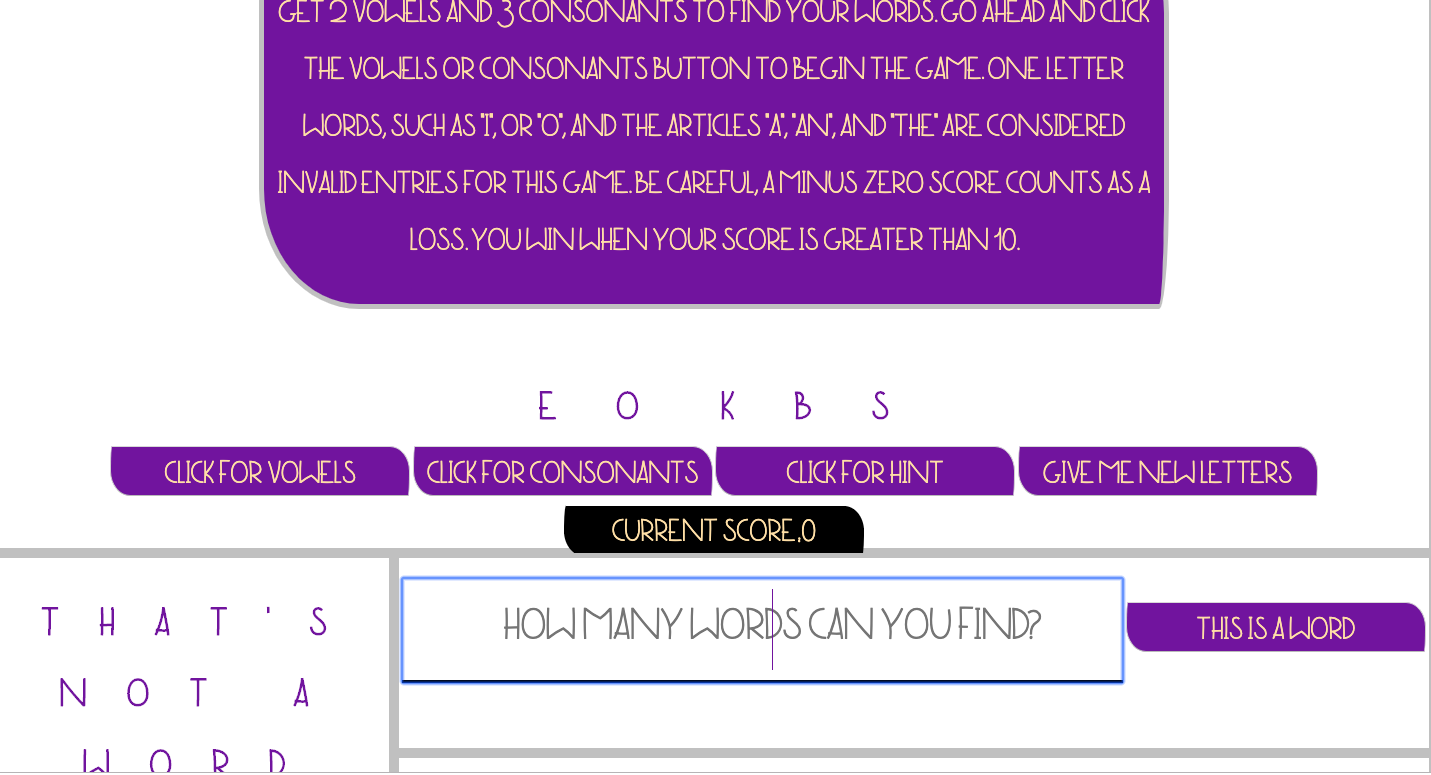 GET 2 VOWELS AND 3 CONSONANTS TO FIND YOUR WORDS. GO AHEAD AND CLICK
THE VOWELS OR CONSONANTS BUTTON TO BEGIN THE GAME. ONE LETTER
WORDS, SUCH AS "I", OR "O", AND THE ARTICLES "A", "AN", AND "THE" ARE CONSIDERED
INVALID ENTRIES FOR THIS GAME. BE CAREFUL, A MINUS ZERO SCORE COUNTS AS A
LOSS. YOU WIN WHEN YOUR SCORE IS GREATER THAN 10.
E O K B S
CLICK FOR VOWELS
CLICK FOR CONSONANTS
CLICK FOR HINT
GIVE ME NEW LETTERS
CURRENT SCORE:0
THAT'S
NOT A
WORD
HOW MANY WORDS CAN YOU FIND?
THIS IS A WORD